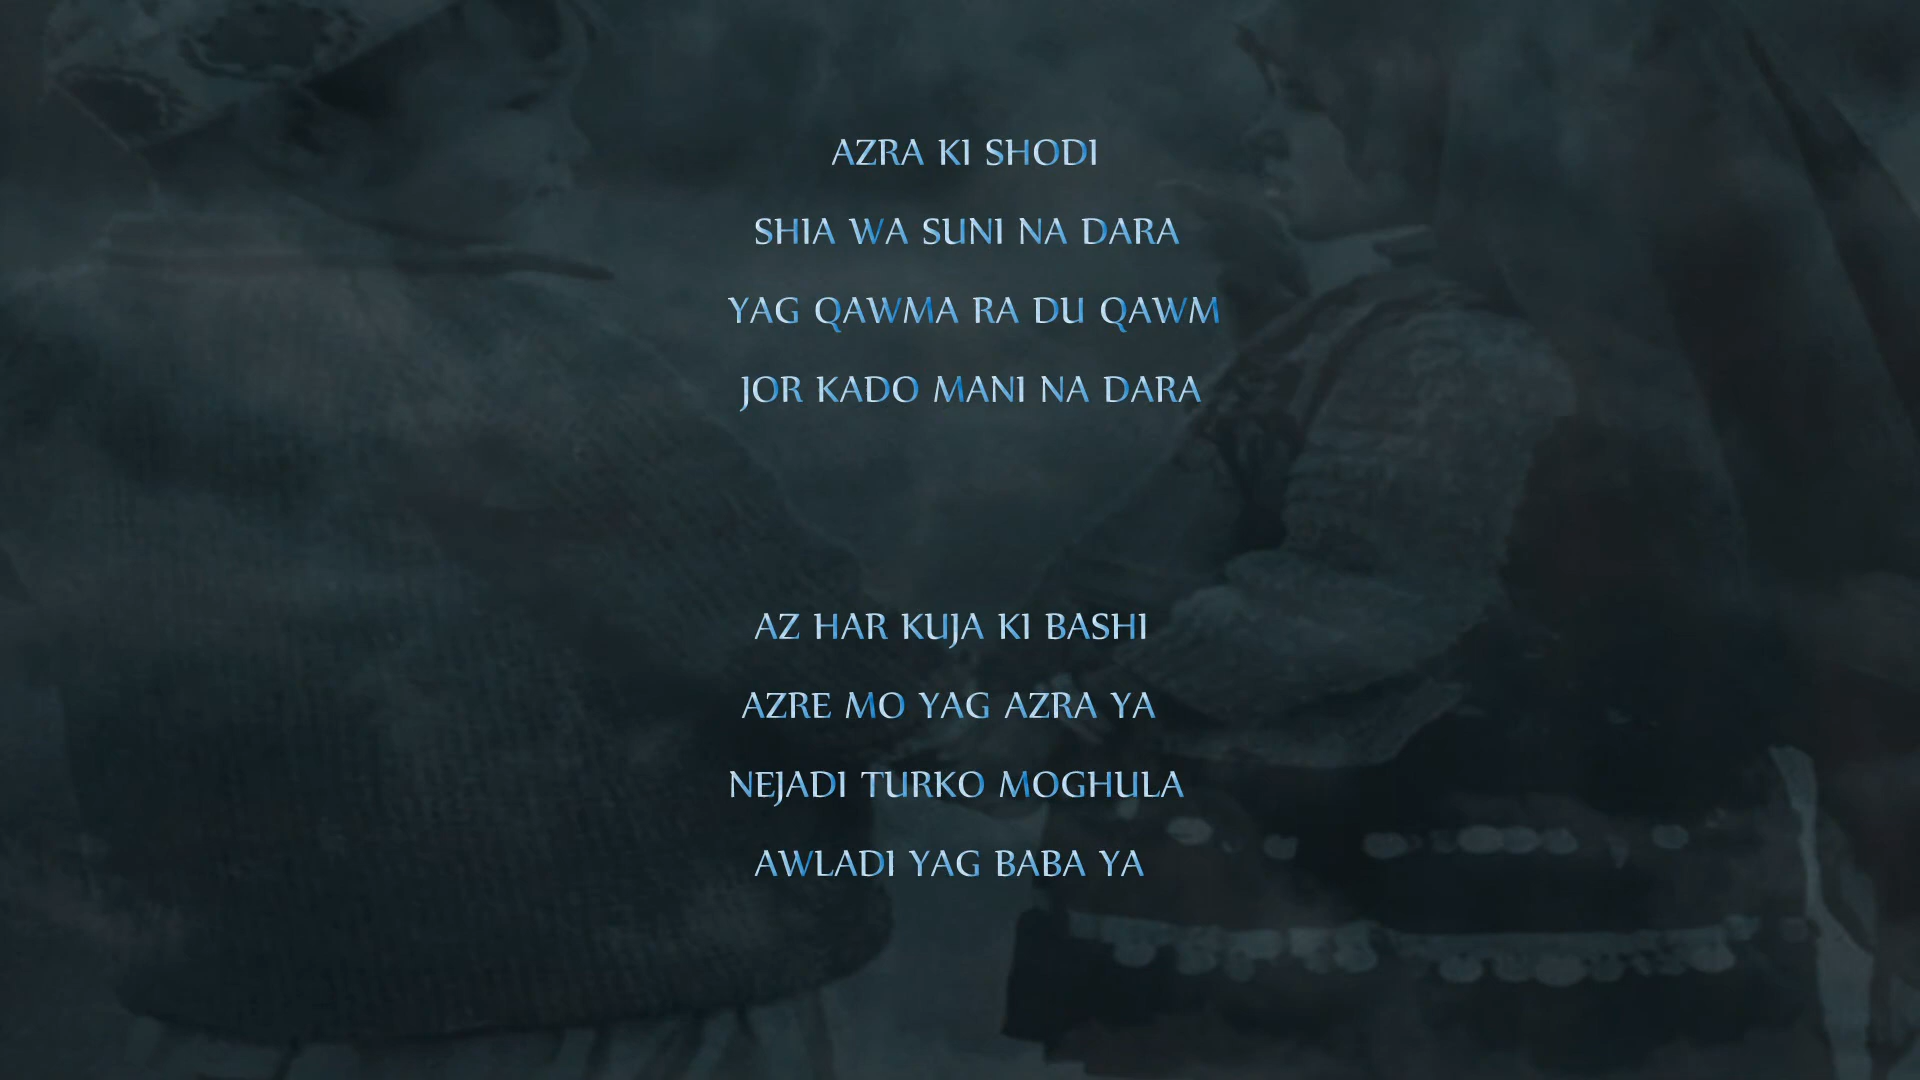 AZRA KI SHODI
SHIA WA SUNI NA DARA
YAG QAWMA RA DU QAWM
JOR KADO MANI NA DARA
AZ HAR KUJA KI BASHI
AZRE MO YAG AZRA YA
NEJADI TURKO MOGHULA
AWLADI YAG BABA YA